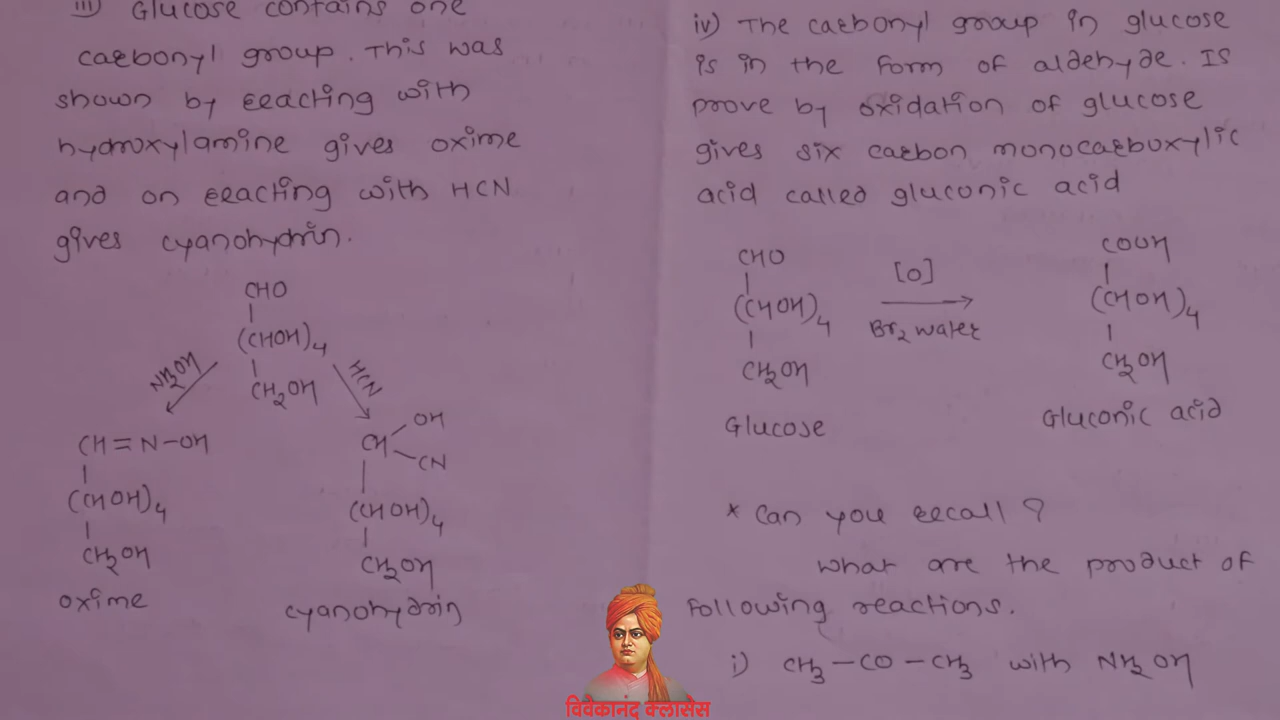 iii) Glucose contains one
carbonyl group. This was
shown by reacting with
hydroxylamine gives oxime
and on reacting with HCN
gives cyanohydrin.
CHO
(CHOH)4
CH2OH
NH2OH
HCN
CH=N-OH
(CHOH)4
CH2OH
oxime
OH
CH
CN
(CHOH)4
CH2OH
cyanohydrin
iv) The carbonyl group in glucose
is in the form of aldehyde. Is
prove by oxidation of glucose
gives six carbon monocarboxylic
acid called gluconic acid
CHO
(CHOH)4
CH2OH
Glucose
[O]
Br2 water
COOH
(CHOH)4
CH2OH
Gluconic acid
* Can you recall ?
what are the product of
following reactions.
i) CH3-CO-CH3 with NH2OH
विवेकानंद क्लासेस